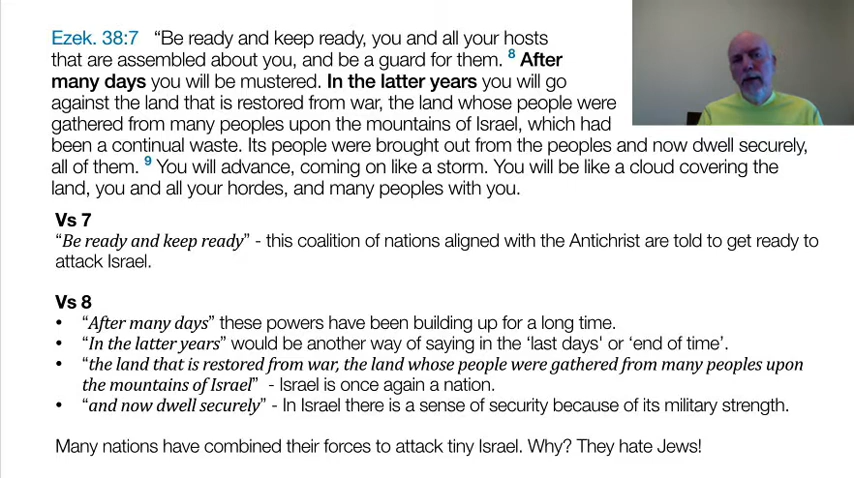 Ezek. 38:7 “Be ready and keep ready, you and all your hosts
that are assembled about you, and be a guard for them. 8 After
many days you will be mustered. In the latter years you will go
against the land that is restored from war, the land whose people were
gathered from many peoples upon the mountains of Israel, which had
been a continual waste. Its people were brought out from the peoples and now dwell securely,
all of them. 9 You will advance, coming on like a storm. You will be like a cloud covering the
land, you and all your hordes, and many peoples with you.
Vs 7
“Be ready and keep ready” - this coalition of nations aligned with the Antichrist are told to get ready to
attack Israel.
Vs 8
• “After many days” these powers have been building up for a long time.
• “In the latter years” would be another way of saying in the ‘last days' or ‘end of time’.
• “the land that is restored from war, the land whose people were gathered from many peoples upon
the mountains of Israel” - Israel is once again a nation.
• “and now dwell securely” - In Israel there is a sense of security because of its military strength.
Many nations have combined their forces to attack tiny Israel. Why? They hate Jews!